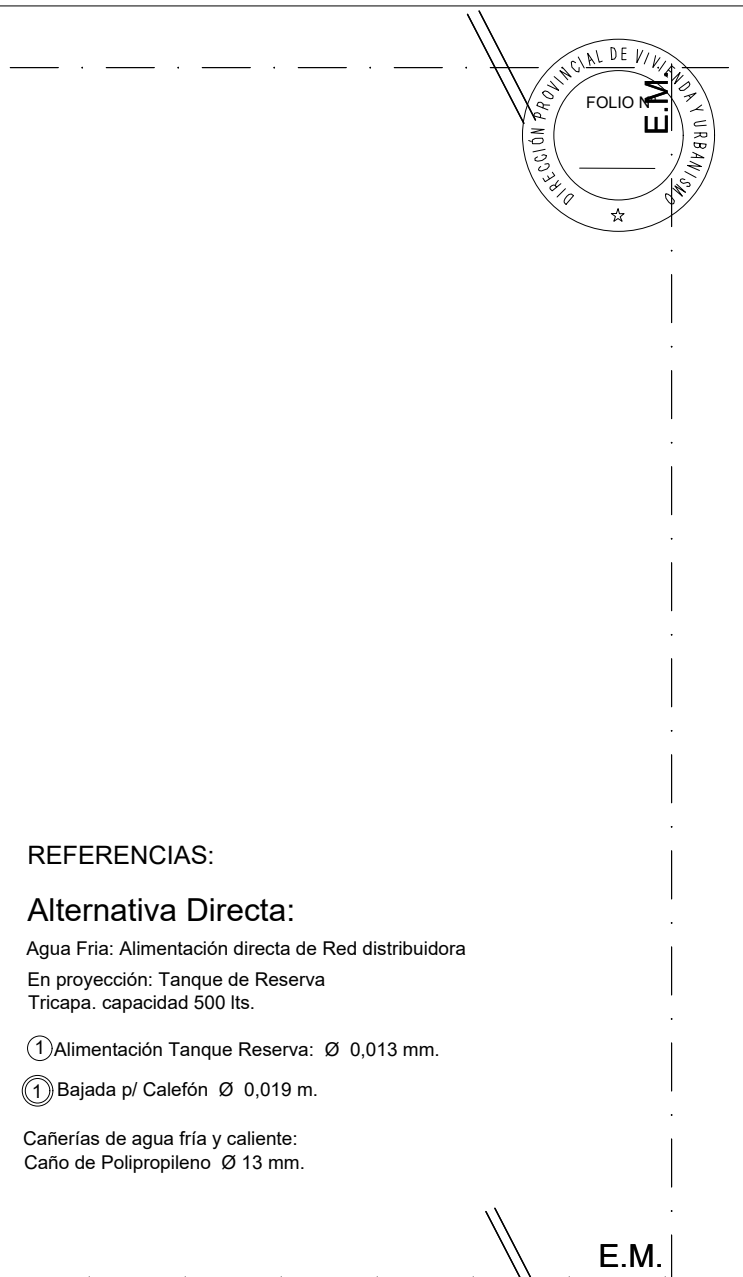 DIRECCIÓN PROVINCIAL DE VIVIENDA Y URBANISMO
FOLIO Nº
E.M.
REFERENCIAS:
Alternativa Directa:
Agua Fria: Alimentación directa de Red distribuidora
En proyección: Tanque de Reserva
Tricapa. capacidad 500 lts.
1 Alimentación Tanque Reserva: Ø 0,013 mm.
1 Bajada p/ Calefón Ø 0,019 m.
Cañerías de agua fría y caliente:
Caño de Polipropileno Ø 13 mm.
E.M.